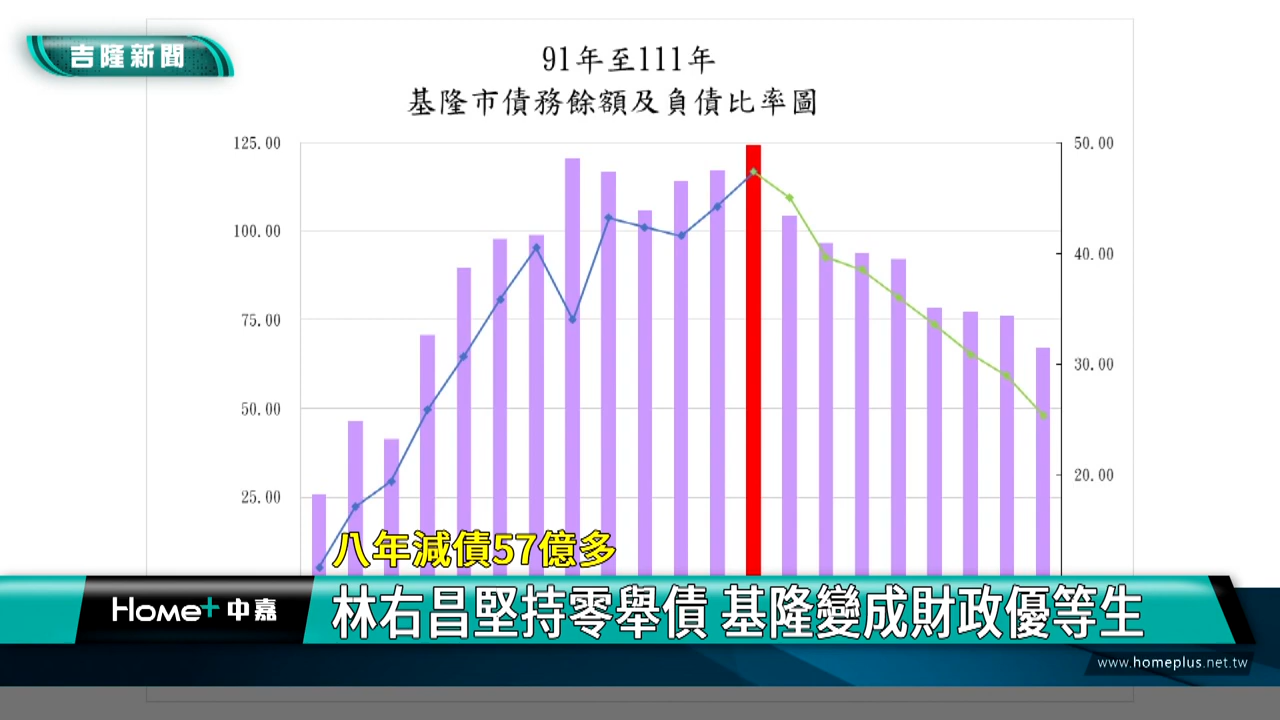 吉隆新聞
91年至111年
基隆市債務餘額及負債比率圖
125.00
100.00
75.00
50.00
25.00
50.00
40.00
30.00
20.00
八年減債57億多
Home+中嘉
林右昌堅持零舉債 基隆變成財政優等生
www.homeplus.net.tw